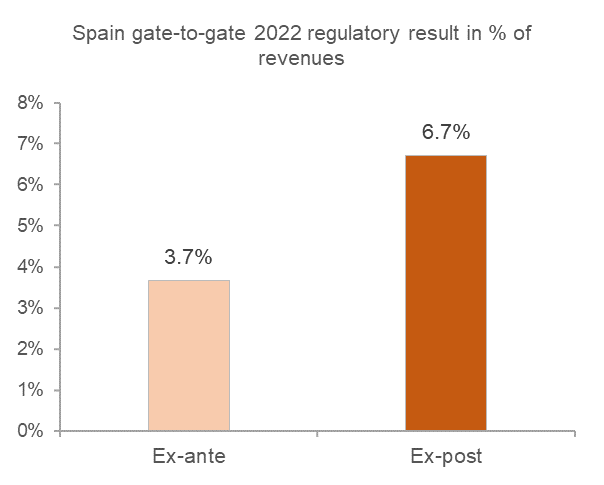 Spain gate-to-gate 2022 regulatory result in % of
revenues
8%
7%
6%
5%
4%
3%
2%
1%
0%
3.7%
6.7%
Ex-ante
Ex-post